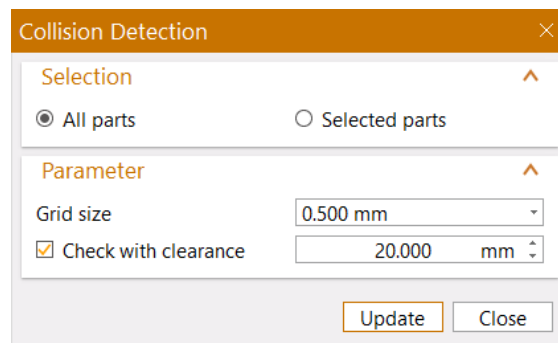 Collision Detection
Selection
All parts Selected parts
Parameter
Grid size 0.500 mm
Check with clearance 20.000 mm
Update Close